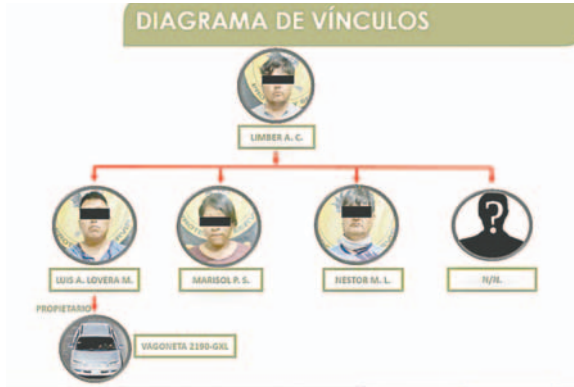 DIAGRAMA DE VÍNCULOS
LIMBER A. C.
LUIS A. LOVERA M.
MARISOL P. S.
NESTOR M. L.
N/N.
PROPIETARIO
VAGONETA 2190-GXL